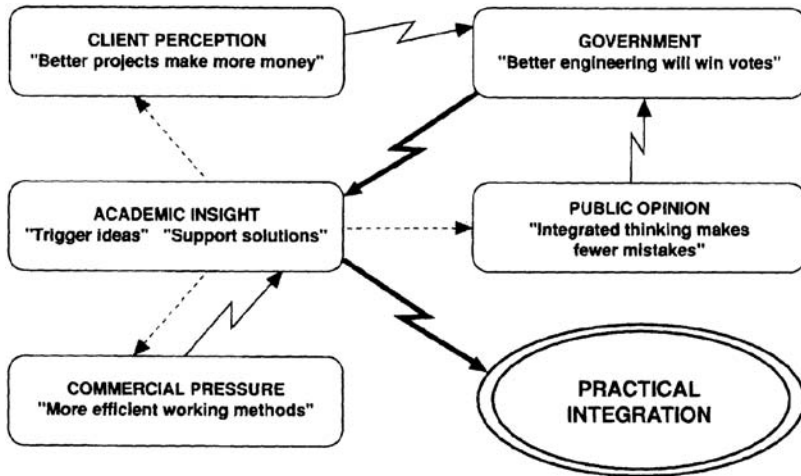 CLIENT PERCEPTION
"Better projects make more money"
GOVERNMENT
"Better engineering will win votes"
ACADEMIC INSIGHT
"Trigger ideas" "Support solutions"
PUBLIC OPINION
"Integrated thinking makes
fewer mistakes"
COMMERCIAL PRESSURE
"More efficient working methods"
PRACTICAL
INTEGRATION